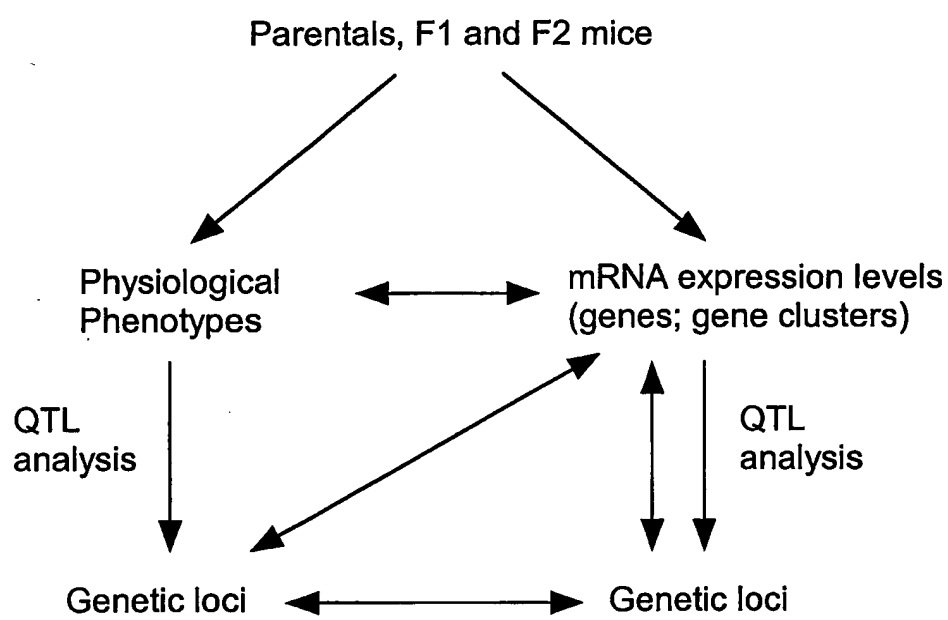 Parentals, F1 and F2 mice
Physiological
Phenotypes
mRNA expression levels
(genes; gene clusters)
QTL
analysis
QTL
analysis
Genetic loci
Genetic loci